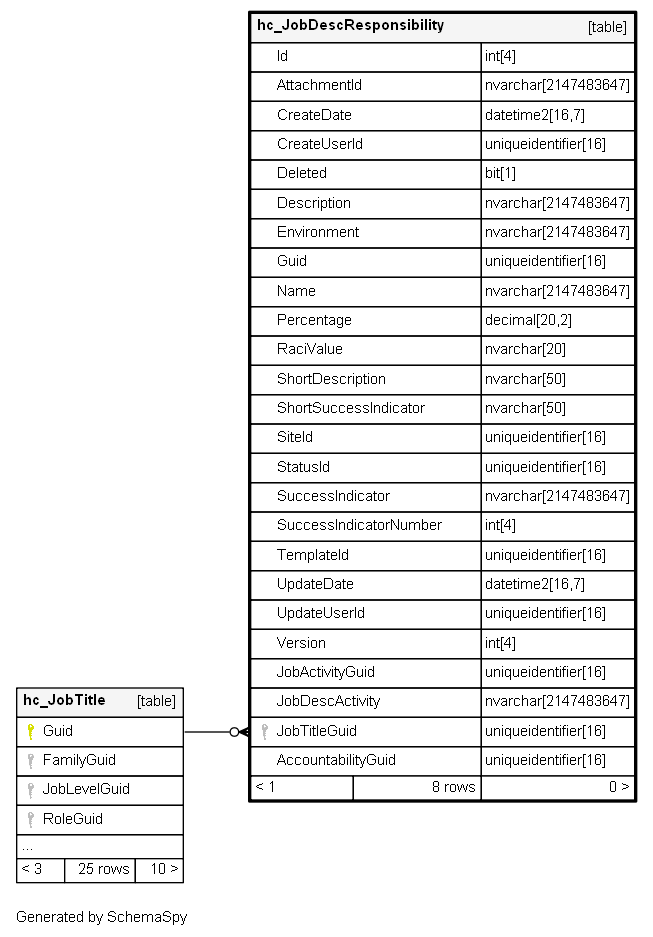 hc_JobDescResponsibility [table]
Id int[4]
AttachmentId nvarchar[2147483647]
CreateDate datetime2[16,7]
CreateUserId uniqueidentifier[16]
Deleted bit[1]
Description nvarchar[2147483647]
Environment nvarchar[2147483647]
Guid uniqueidentifier[16]
Name nvarchar[2147483647]
Percentage decimal[20,2]
RaciValue nvarchar[20]
ShortDescription nvarchar[50]
ShortSuccessIndicator nvarchar[50]
SiteId uniqueidentifier[16]
StatusId uniqueidentifier[16]
SuccessIndicator nvarchar[2147483647]
SuccessIndicatorNumber int[4]
TemplateId uniqueidentifier[16]
UpdateDate datetime2[16,7]
UpdateUserId uniqueidentifier[16]
Version int[4]
JobActivityGuid uniqueidentifier[16]
JobDescActivity nvarchar[2147483647]
JobTitleGuid uniqueidentifier[16]
AccountabilityGuid uniqueidentifier[16]
< 1 8 rows 0 >
hc_JobTitle [table]
Guid
FamilyGuid
JobLevelGuid
RoleGuid
...
< 3 25 rows 10 >
Generated by SchemaSpy